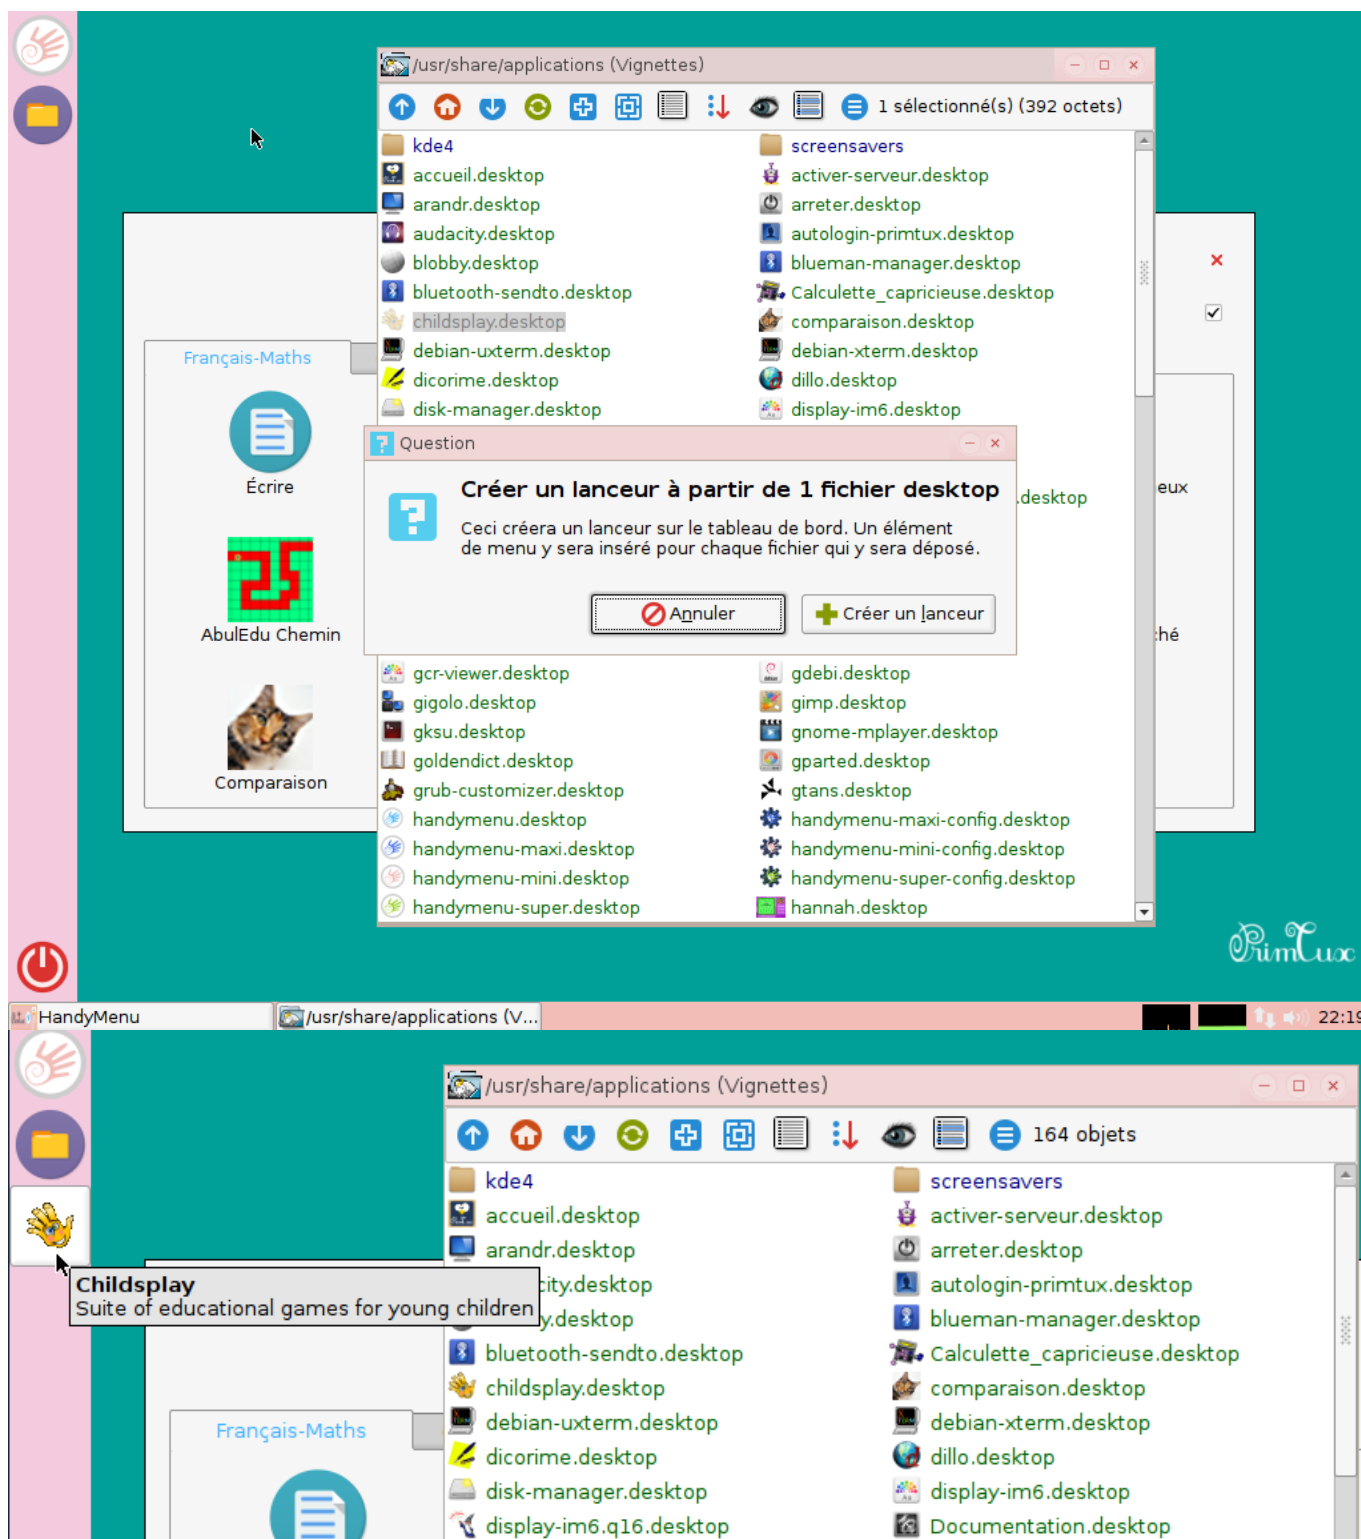 /usr/share/applications (Vignettes)
1 sélectionné(s) (392 octets)
kde4
screensavers
accueil.desktop
activer-serveur.desktop
arandr.desktop
arreter.desktop
audacity.desktop
autologin-primtux.desktop
blobby.desktop
blueman-manager.desktop
bluetooth-sendto.desktop
Calculette_capricieuse.desktop
childsplay.desktop
comparaison.desktop
debian-uxterm.desktop
debian-xterm.desktop
dicorime.desktop
dillo.desktop
disk-manager.desktop
display-im6.desktop
Français-Maths
Écrire
AbulEdu Chemin
Comparaison
Question
Créer un lanceur à partir de 1 fichier desktop
Ceci créera un lanceur sur le tableau de bord. Un élément
de menu y sera inséré pour chaque fichier qui y sera déposé.
Annuler
Créer un lanceur
.desktop
eux
ché
gcr-viewer.desktop
gdebi.desktop
gigolo.desktop
gimp.desktop
gksu.desktop
gnome-mplayer.desktop
goldendict.desktop
gparted.desktop
grub-customizer.desktop
gtans.desktop
handymenu.desktop
handymenu-maxi-config.desktop
handymenu-maxi.desktop
handymenu-mini-config.desktop
handymenu-mini.desktop
handymenu-super-config.desktop
handymenu-super.desktop
hannah.desktop
PrimTux
HandyMenu
/usr/share/applications (V...
22:19
/usr/share/applications (Vignettes)
164 objets
kde4
screensavers
accueil.desktop
activer-serveur.desktop
arandr.desktop
arreter.desktop
city.desktop
autologin-primtux.desktop
y.desktop
blueman-manager.desktop
Childsplay
Suite of educational games for young children
bluetooth-sendto.desktop
Calculette_capricieuse.desktop
childsplay.desktop
comparaison.desktop
debian-uxterm.desktop
debian-xterm.desktop
dicorime.desktop
dillo.desktop
disk-manager.desktop
display-im6.desktop
display-im6.q16.desktop
Documentation.desktop
Français-Maths